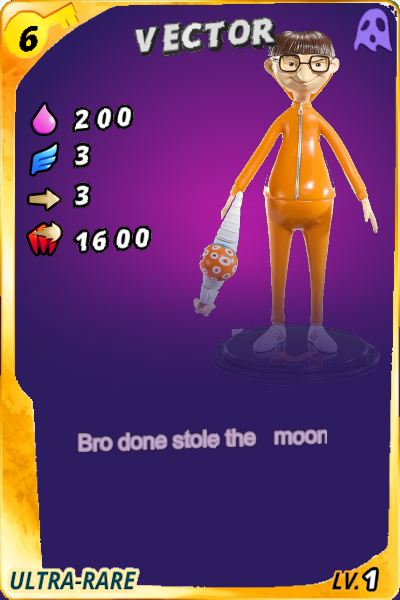 6
VECTOR
200
3
3
1600
Bro done stole the moon
ULTRA-RARE
LV. 1